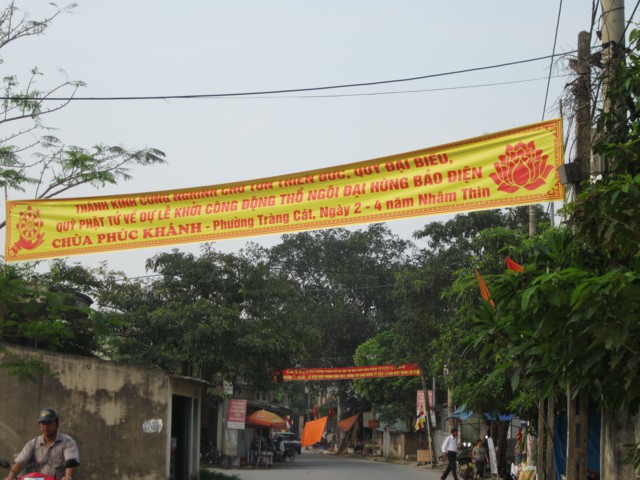 THÀNH KÍNH CUNG NGHINH CHƯ TÔN THIỀN ĐỨC, QUÝ ĐẠI BIỂU,
QUÝ PHẬT TỬ VỀ DỰ LỄ KHỞI CÔNG ĐỘNG THỔ NGÔI ĐẠI HÙNG BẢO ĐIỆN
CHÙA PHÚC KHÁNH - Phường Tràng Cát, Ngày 2 - 4 năm Nhâm Thìn